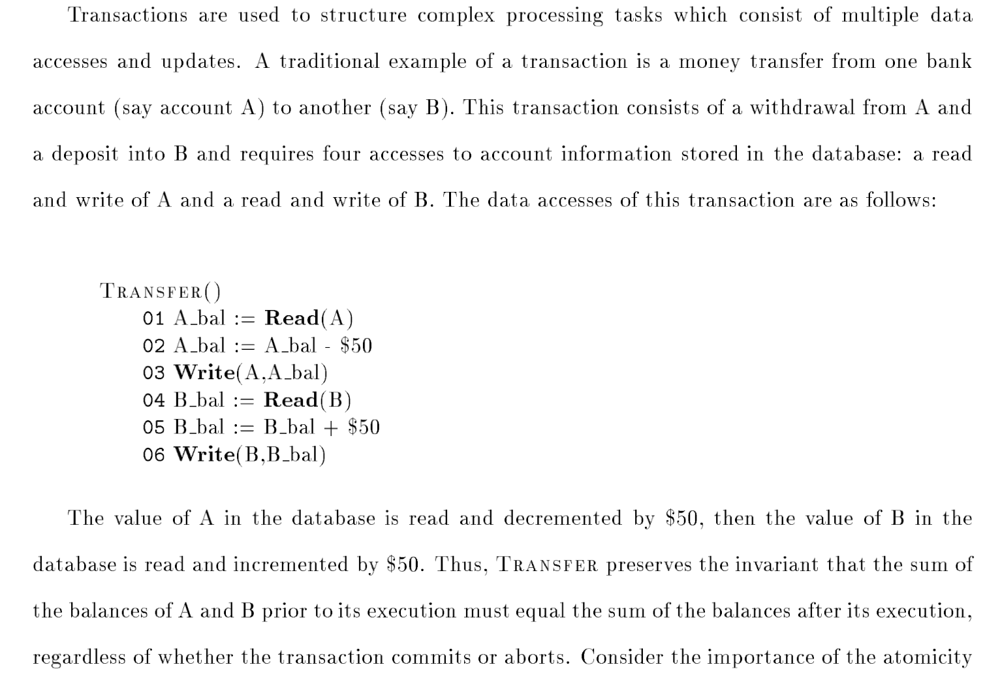 Transactions are used to structure complex processing tasks which consist of multiple data
accesses and updates. A traditional example of a transaction is a money transfer from one bank
account (say account A) to another (say B). This transaction consists of a withdrawal from A and
a deposit into B and requires four accesses to account information stored in the database: a read
and write of A and a read and write of B. The data accesses of this transaction are as follows:
TRANSFER()
01 A_bal := Read(A)
02 A_bal := A_bal - $50
03 Write(A,A_bal)
04 B_bal := Read(B)
05 B_bal := B_bal + $50
06 Write(B,B_bal)
The value of A in the database is read and decremented by $50, then the value of B in the
database is read and incremented by $50. Thus, TRANSFER preserves the invariant that the sum of
the balances of A and B prior to its execution must equal the sum of the balances after its execution,
regardless of whether the transaction commits or aborts. Consider the importance of the atomicity